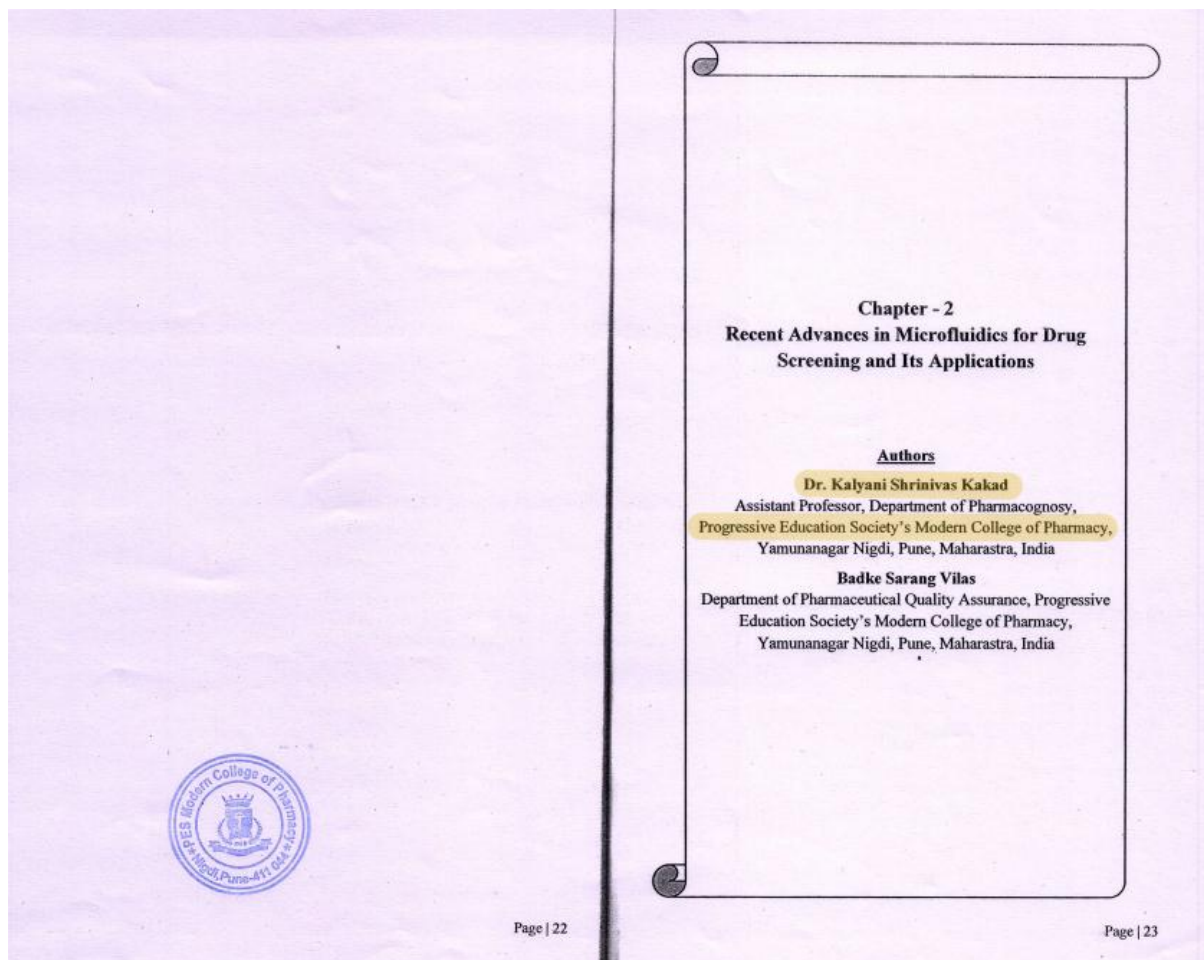 PES Modern College of Pharmacy
Nigdi, Pune-411 044
Page | 22
Chapter - 2
Recent Advances in Microfluidics for Drug
Screening and Its Applications
Authors
Dr. Kalyani Shrinivas Kakad
Assistant Professor, Department of Pharmacognosy,
Progressive Education Society's Modern College of Pharmacy,
Yamunanagar Nigdi, Pune, Maharastra, India
Badke Sarang Vilas
Department of Pharmaceutical Quality Assurance, Progressive
Education Society's Modern College of Pharmacy,
Yamunanagar Nigdi, Pune, Maharastra, India
Page | 23